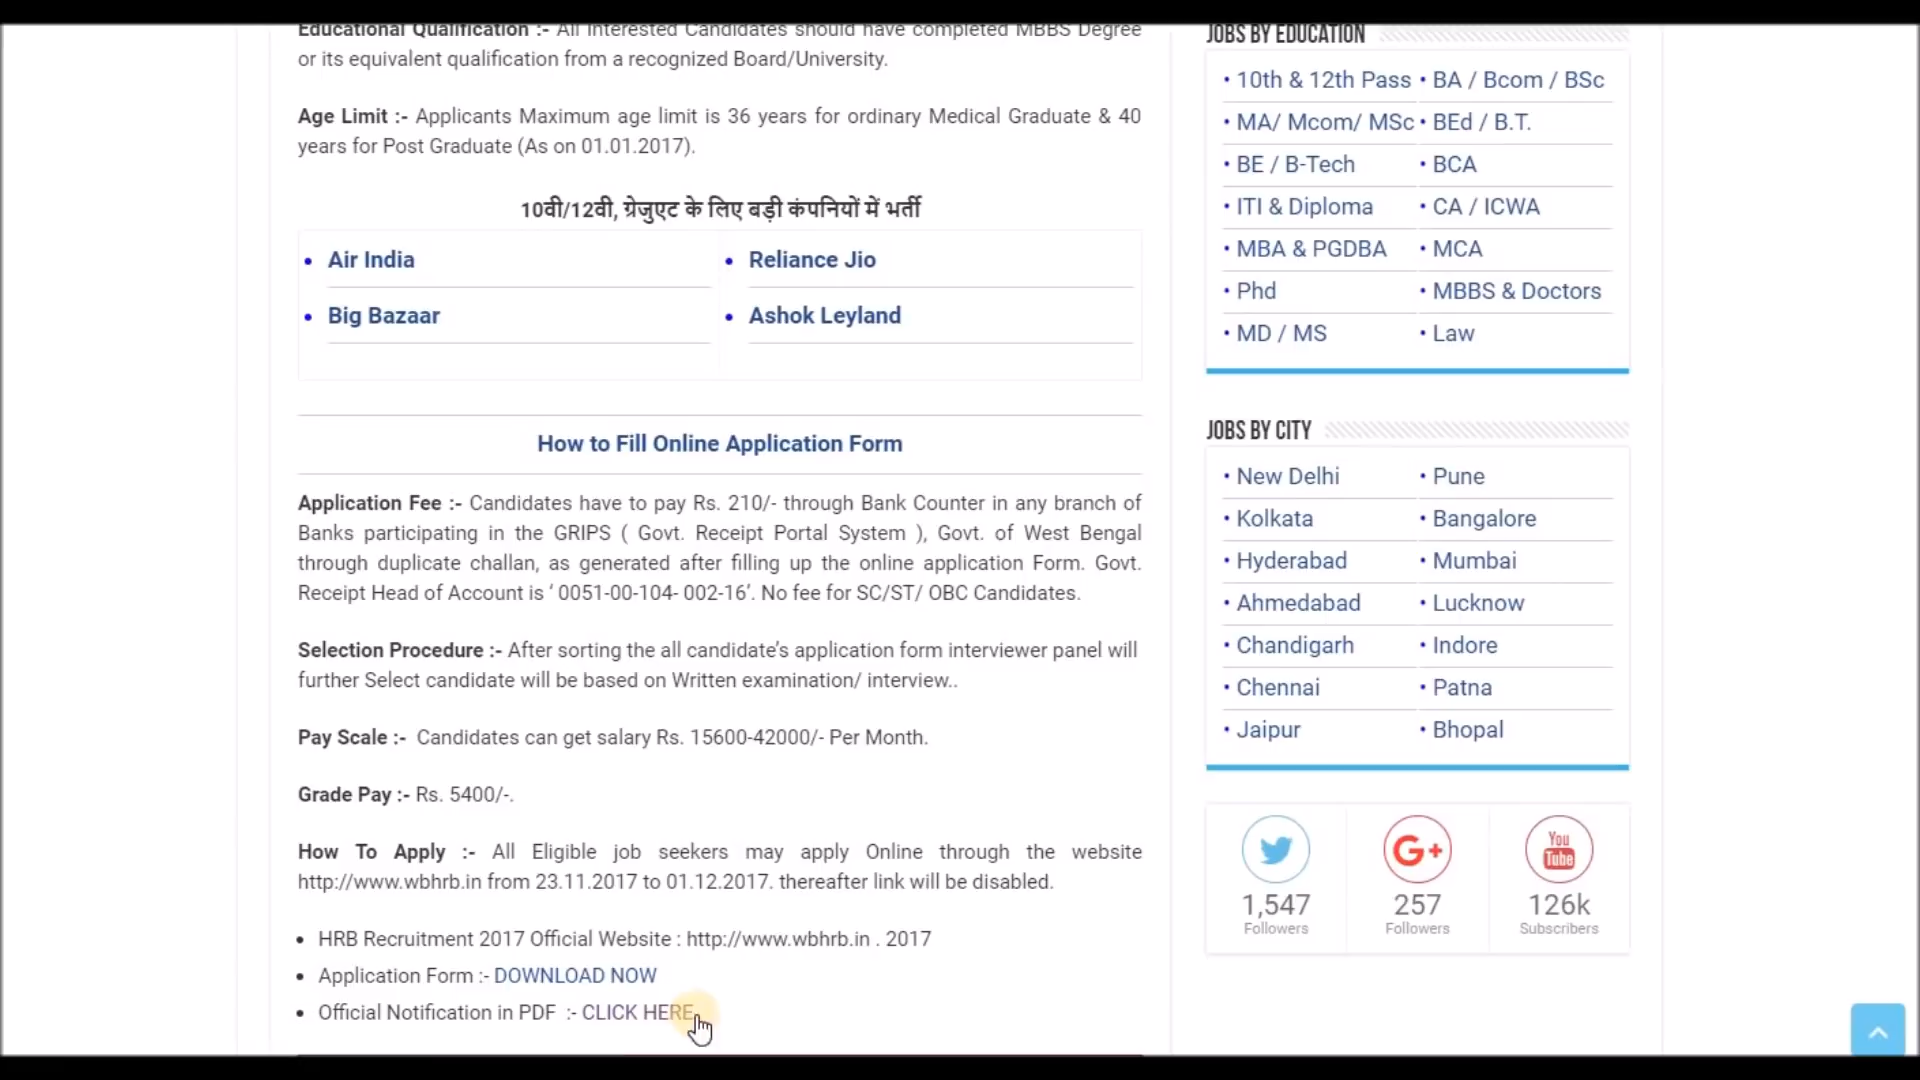 Educational Qualification :- All Interested Candidates should have completed MBBS Degree
or its equivalent qualification from a recognized Board/University.
Age Limit :- Applicants Maximum age limit is 36 years for ordinary Medical Graduate & 40
years for Post Graduate (As on 01.01.2017).
10वी/12वी, ग्रेजुएट के लिए बड़ी कंपनियों में भर्ती
• Air India
• Reliance Jio
• Big Bazaar
• Ashok Leyland
How to Fill Online Application Form
Application Fee :- Candidates have to pay Rs. 210/- through Bank Counter in any branch of
Banks participating in the GRIPS ( Govt. Receipt Portal System ), Govt. of West Bengal
through duplicate challan, as generated after filling up the online application Form. Govt.
Receipt Head of Account is ‘ 0051-00-104- 002-16’. No fee for SC/ST/ OBC Candidates.
Selection Procedure :- After sorting the all candidate’s application form interviewer panel will
further Select candidate will be based on Written examination/ interview..
Pay Scale :- Candidates can get salary Rs. 15600-42000/- Per Month.
Grade Pay :- Rs. 5400/-.
How To Apply :- All Eligible job seekers may apply Online through the website
http://www.wbhrb.in from 23.11.2017 to 01.12.2017. thereafter link will be disabled.
• HRB Recruitment 2017 Official Website : http://www.wbhrb.in . 2017
• Application Form :- DOWNLOAD NOW
• Official Notification in PDF :- CLICK HERE
JOBS BY EDUCATION
• 10th & 12th Pass • BA / Bcom / BSc
• MA/ Mcom/ MSc • BEd / B.T.
• BE / B-Tech • BCA
• ITI & Diploma • CA / ICWA
• MBA & PGDBA • MCA
• Phd • MBBS & Doctors
• MD / MS • Law
JOBS BY CITY
• New Delhi • Pune
• Kolkata • Bangalore
• Hyderabad • Mumbai
• Ahmedabad • Lucknow
• Chandigarh • Indore
• Chennai • Patna
• Jaipur • Bhopal
G+
You
Tube
1,547 257 126k
Followers Followers Subscribers